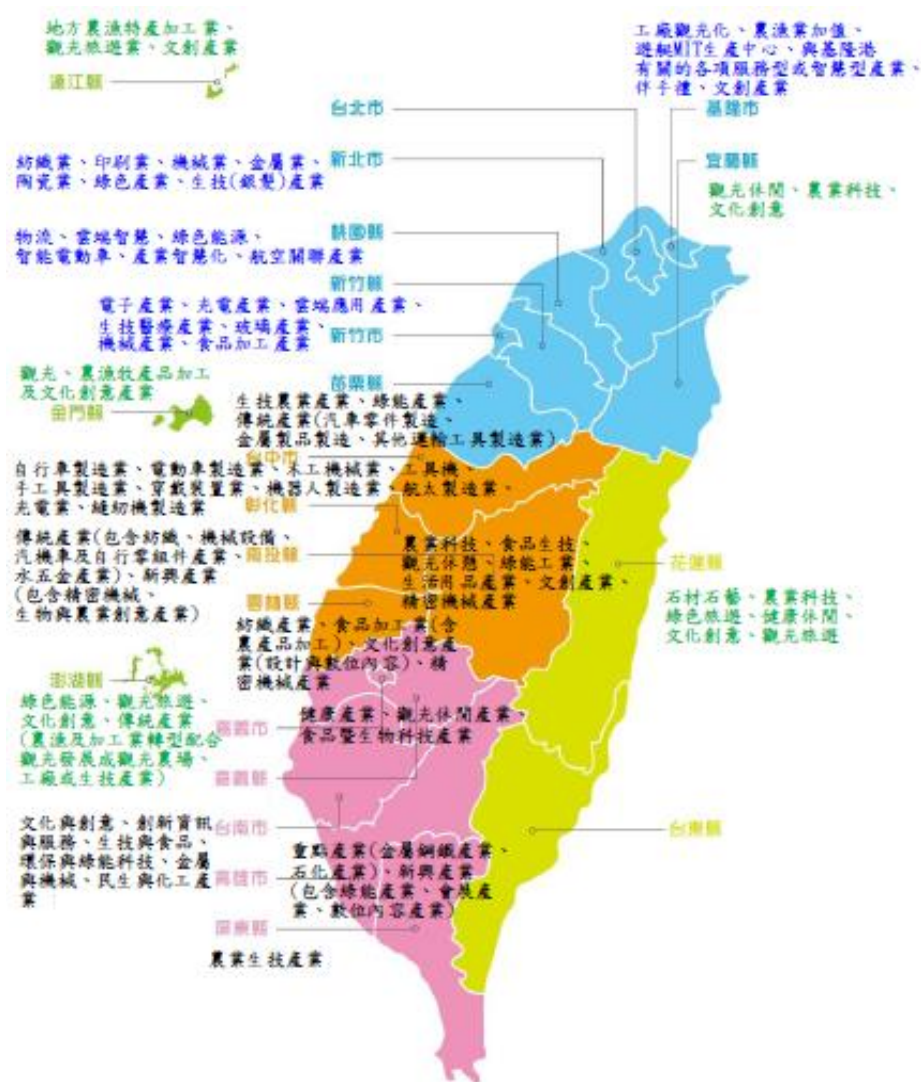 地方農漁特產加工業、
觀光旅遊業、文創產業
連江縣
工廠觀光化、農漁業加值、
遊艇MIT生產中心、與基隆港
有關的各項服務型或智慧型產業、
伴手禮、文創產業
台北市
基隆市
紡織業、印刷業、機械業、金屬業、
陶瓷業、綠色產業、生技(銀髮)產業
新北市
宜蘭縣
觀光休閒、農業科技、
文化創意
物流、雲端智慧、綠色能源、
智能電動車、產業智慧化、航空關聯產業
桃園縣
新竹縣
電子產業、光電產業、雲端應用產業、
生技醫療產業、玻璃產業、
機械產業、食品加工產業
新竹市
觀光、農漁牧產品加工
及文化創意產業
金門縣
苗栗縣
生技農業產業、綠能產業、
傳統產業(汽車零件製造、
金屬製品製造、其他運輸工具製造業)
台中市
自行車製造業、電動車製造業、木工機械業、工具機、
手工具製造業、穿戴裝置業、機器人製造業、航太製造業、
光電業、縫紉機製造業
彰化縣
傳統產業(包含紡織、機械設備、
汽機車及自行零組件產業、
水五金產業)、新興產業
(包含精密機械、
生物與農業創意產業)
南投縣
農業科技、食品生技、
觀光休憩、綠能工業、
生活用品產業、文創產業、
精密機械產業
花蓮縣
石材石藝、農業科技、
綠色旅遊、健康休閒、
文化創意、觀光旅遊
雲林縣
紡織產業、食品加工業(含
農產品加工)、文化創意產
業(設計與數位內容)、精
密機械產業
澎湖縣
綠色能源、觀光旅遊、
文化創意、傳統產業
(農漁及加工業轉型配合
觀光發展成觀光農場、
工廠或生技產業)
嘉義市
健康產業、觀光休閒產業、
食品暨生物科技產業
嘉義縣
台南市
文化與創意、創新資訊
與服務、生技與食品、
環保與綠能科技、金屬
與機械、民生與化工產
業
台東縣
高雄市
重點產業(金屬鋼鐵產業、
石化產業)、新興產業
(包含綠能產業、會展產
業、數位內容產業)
屏東縣
農業生技產業